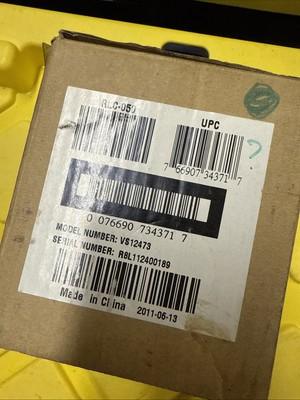 RLC-050
UPC
7 66907 34371 7
0 076690 734371 7
MODEL NUMBER: VS12473
SERIAL NUMBER: R8L112400189
Made in China 2011-06-13
?